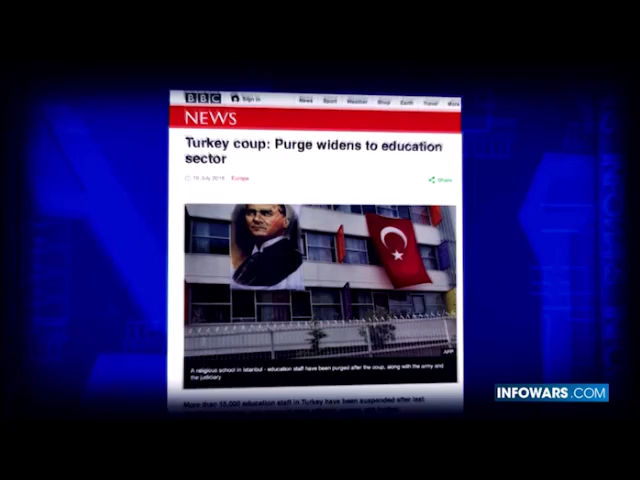 BBC Sign in News Sport Weather Shop Earth Travel More
NEWS
Turkey coup: Purge widens to education
sector
19 July 2016 Europe Share
AFP
A religious school in Istanbul - education staff have been purged after the coup, along with the army and
the judiciary
INFOWARS.COM
More than 15,000 education staff in Turkey have been suspended after last